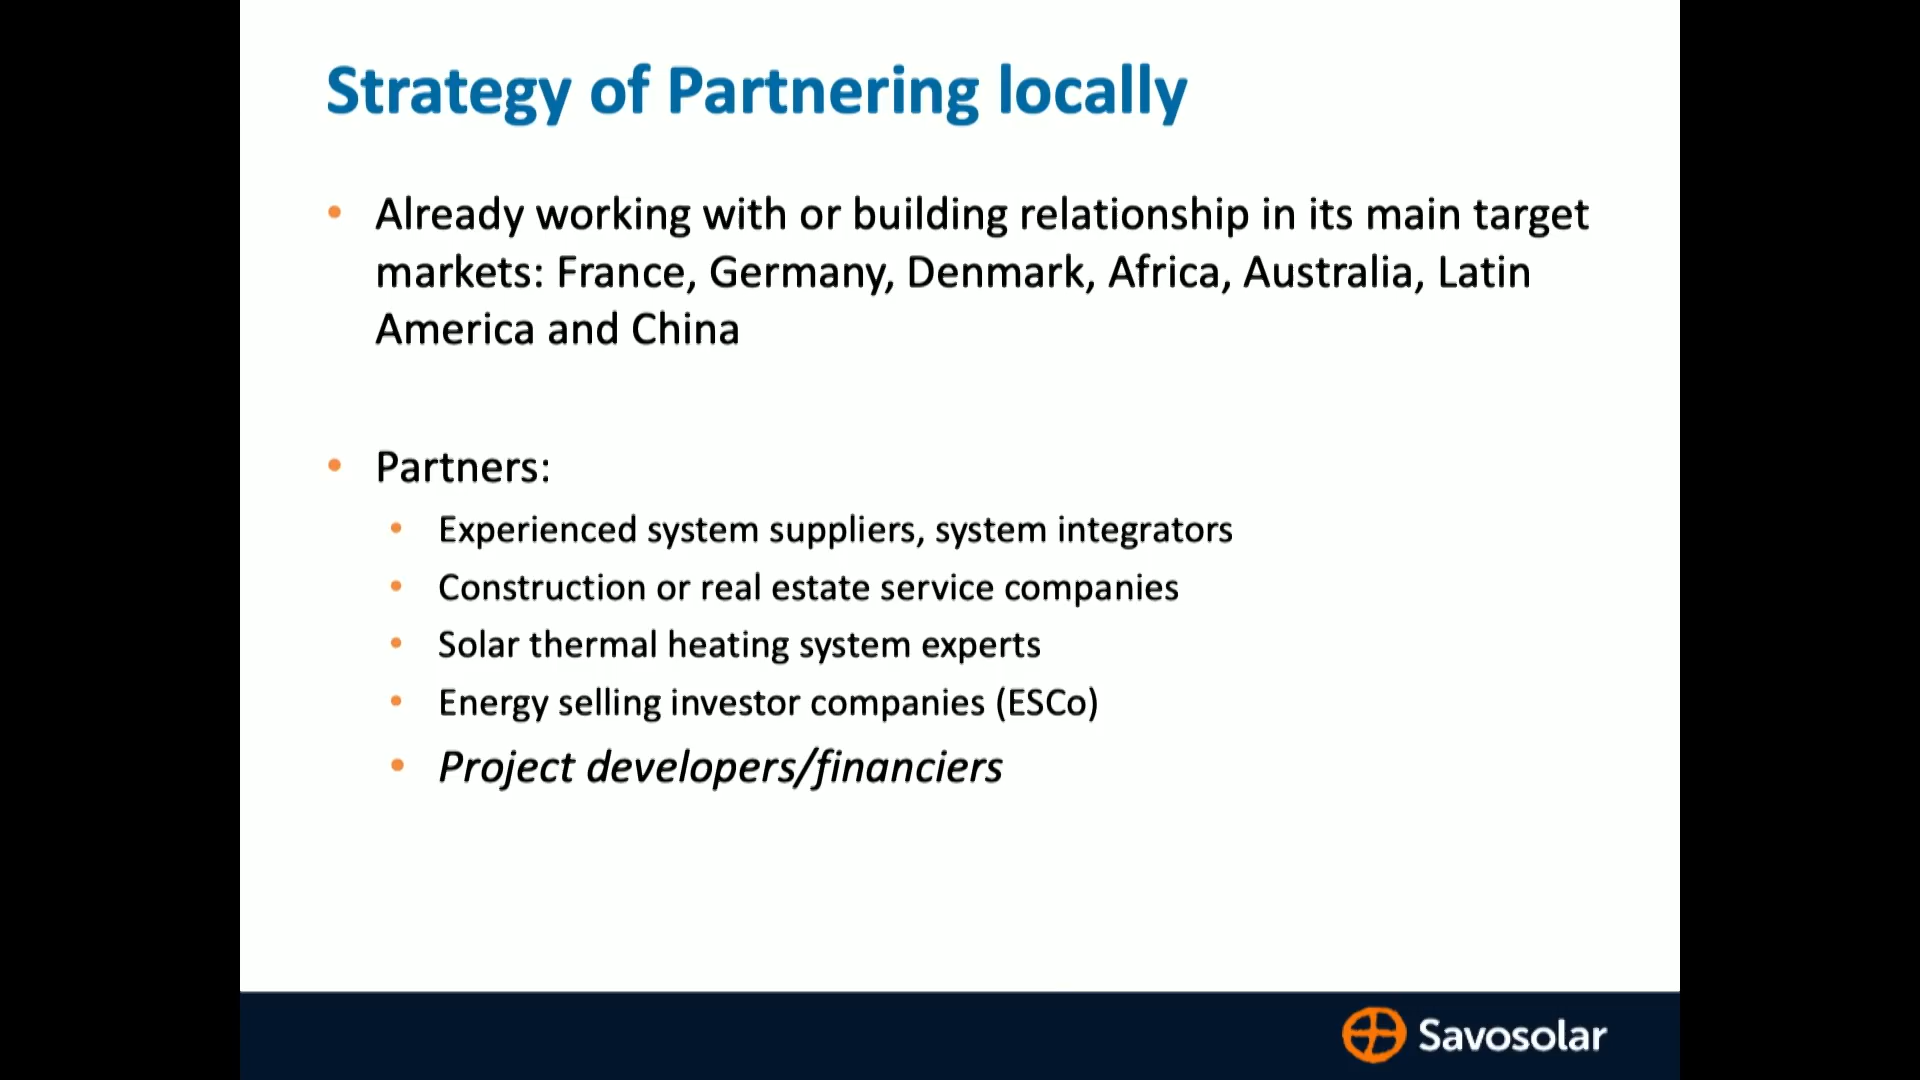 Strategy of Partnering locally
• Already working with or building relationship in its main target
markets: France, Germany, Denmark, Africa, Australia, Latin
America and China
• Partners:
• Experienced system suppliers, system integrators
• Construction or real estate service companies
• Solar thermal heating system experts
• Energy selling investor companies (ESCo)
• Project developers/financiers
Savosolar